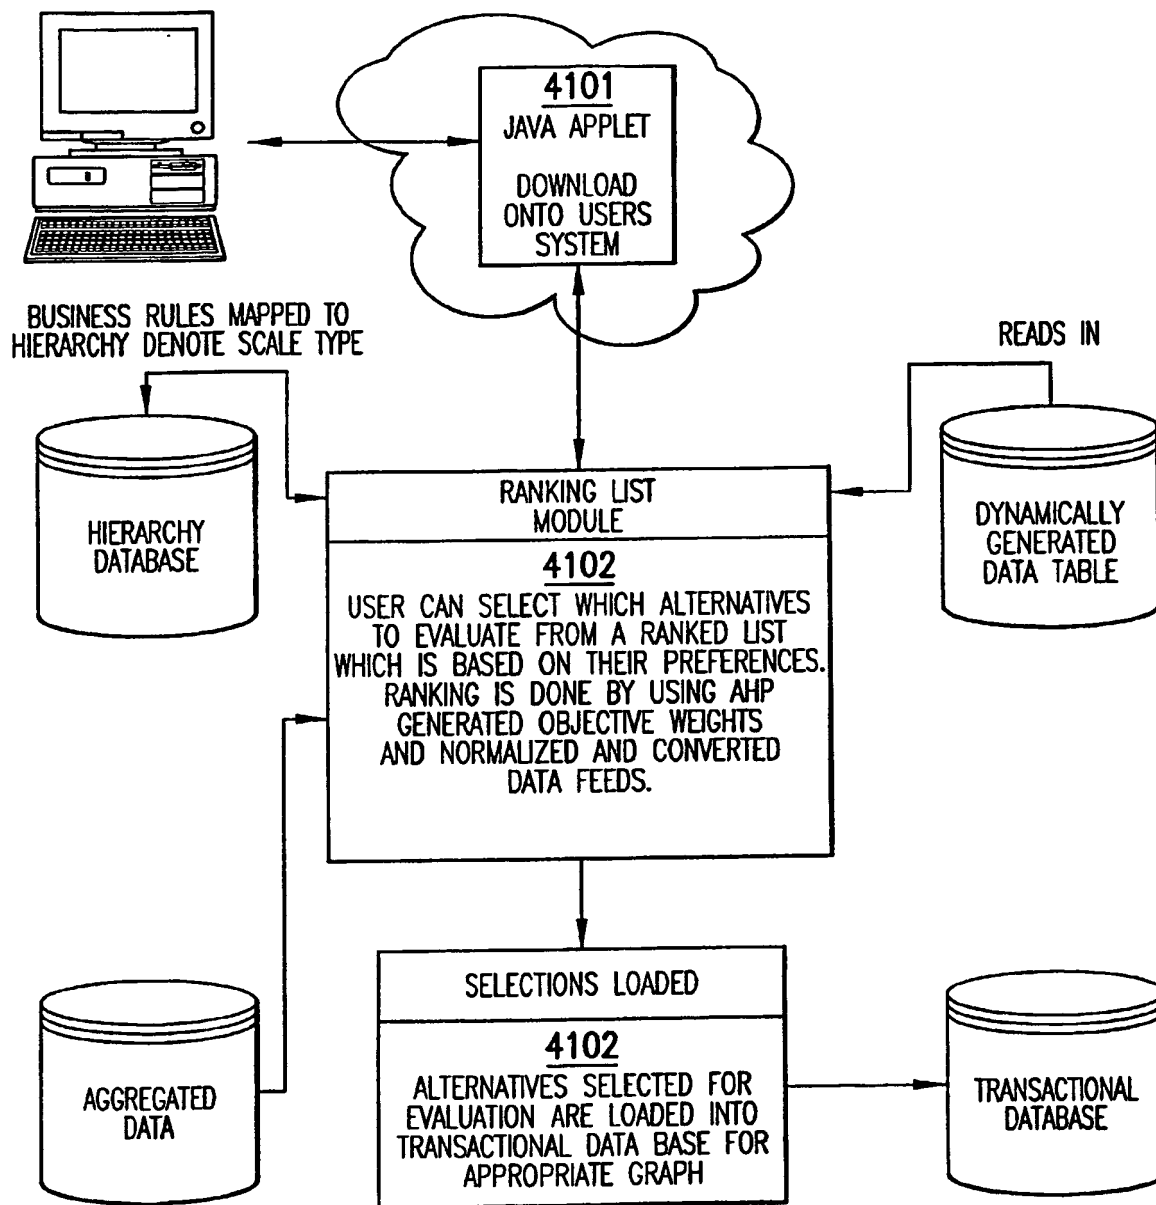 4101
JAVA APPLET
DOWNLOAD
ONTO USERS
SYSTEM
BUSINESS RULES MAPPED TO
HIERARCHY DENOTE SCALE TYPE
READS IN
HIERARCHY
DATABASE
RANKING LIST
MODULE
4102
USER CAN SELECT WHICH ALTERNATIVES
TO EVALUATE FROM A RANKED LIST
WHICH IS BASED ON THEIR PREFERENCES.
RANKING IS DONE BY USING AHP
GENERATED OBJECTIVE WEIGHTS
AND NORMALIZED AND CONVERTED
DATA FEEDS.
DYNAMICALLY
GENERATED
DATA TABLE
AGGREGATED
DATA
SELECTIONS LOADED
4102
ALTERNATIVES SELECTED FOR
EVALUATION ARE LOADED INTO
TRANSACTIONAL DATA BASE FOR
APPROPRIATE GRAPH
TRANSACTIONAL
DATABASE